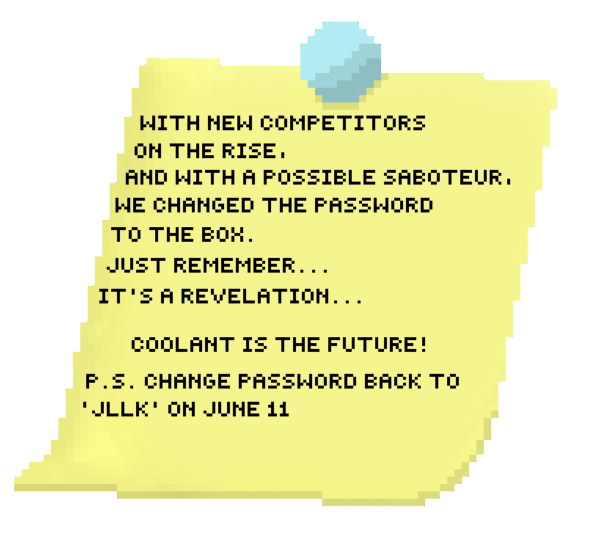 WITH NEW COMPETITORS
ON THE RISE,
AND WITH A POSSIBLE SABOTEUR,
WE CHANGED THE PASSWORD
TO THE BOX.
JUST REMEMBER...
IT'S A REVELATION...
COOLANT IS THE FUTURE!
P.S. CHANGE PASSWORD BACK TO
'JLLK' ON JUNE 11